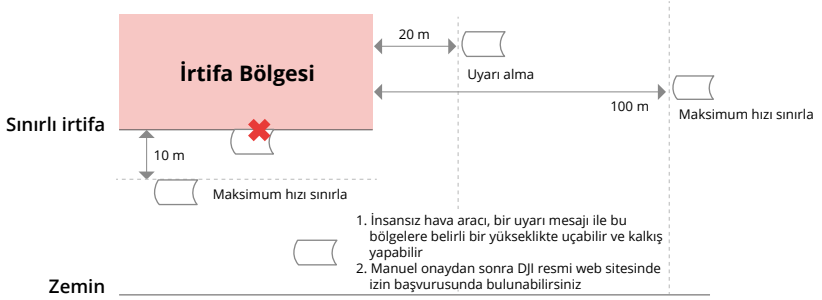 20 m
İrtifa Bölgesi
Uyarı alma
100 m
Maksimum hızı sınırla
Sınırlı irtifa
10 m
Maksimum hızı sınırla
1. İnsansız hava aracı, bir uyarı mesajı ile bu
bölgelere belirli bir yükseklikte uçabilir ve kalkış
yapabilir
2. Manuel onaydan sonra DJI resmi web sitesinde
izin başvurusunda bulunabilirsiniz
Zemin